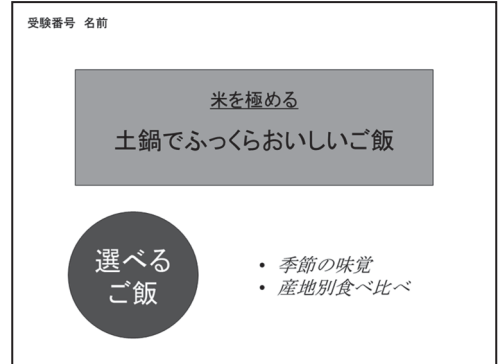 受験番号 名前
米を極める
土鍋でふっくらおいしいご飯
選べる
ご飯
• 季節の味覚
• 産地別食べ比べ